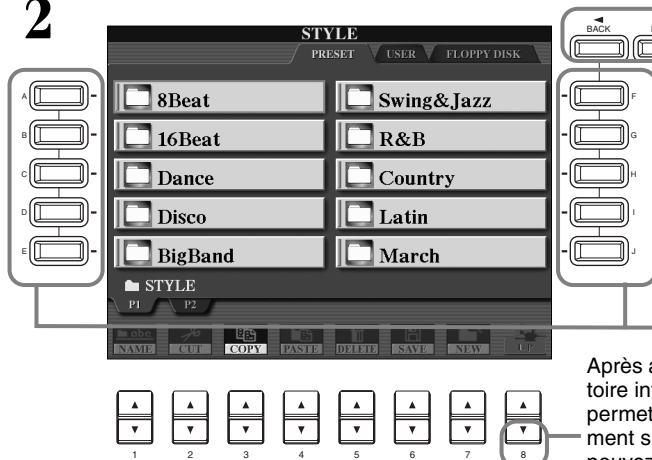 2
STYLE
PRESET USER FLOPPY DISK
BACK
A 8Beat Swing&Jazz F
B 16Beat R&B G
C Dance Country H
D Disco Latin I
E BigBand March J
STYLE
P1 P2
NAME CUT COPY PASTE DELETE SAVE NEW UP
Après a
toire in
permet
ment s
1 2 3 4 5 6 7 8